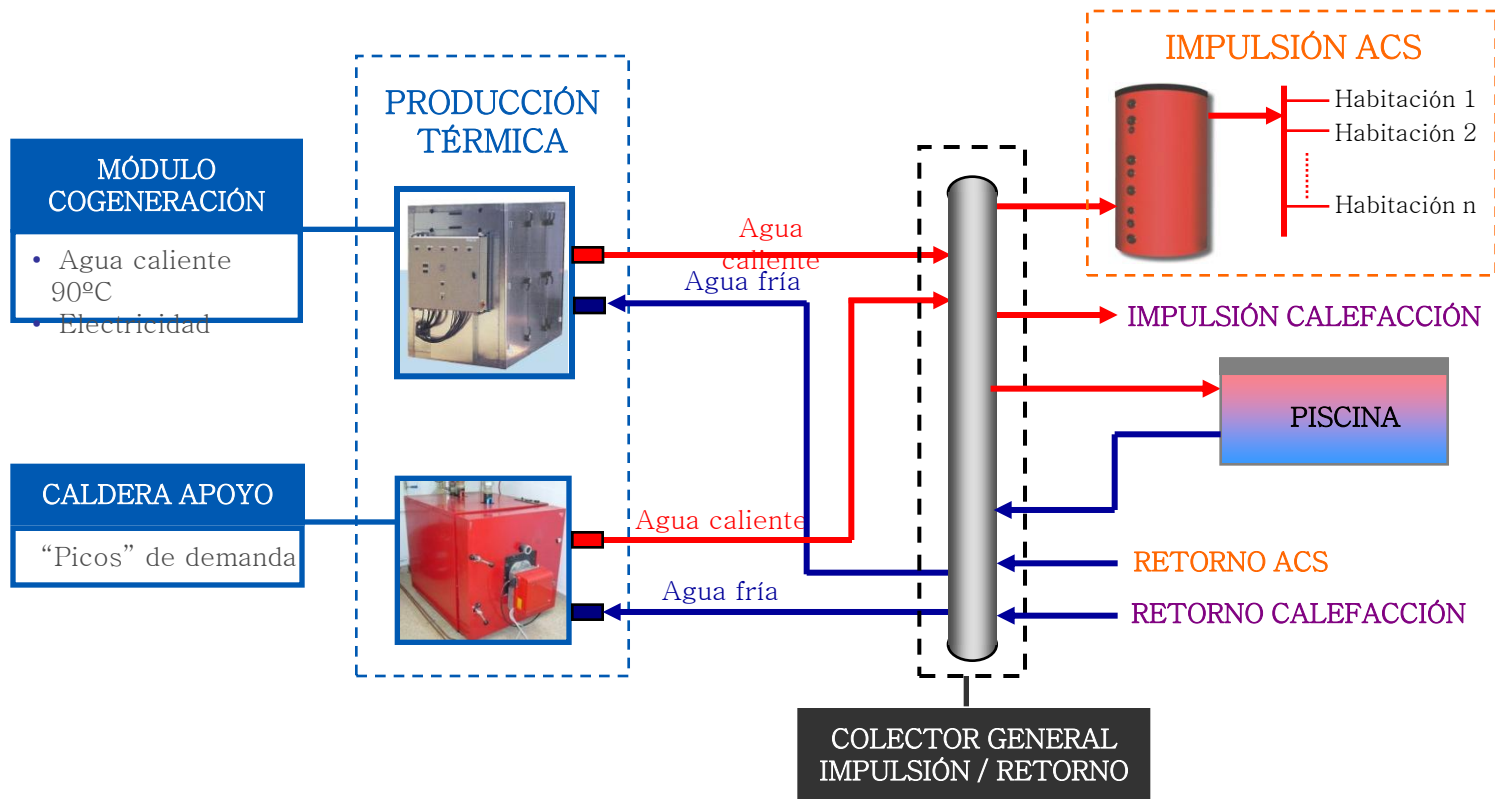 PRODUCCIÓN
TÉRMICA
MÓDULO
COGENERACIÓN
• Agua caliente
90ºC
• Electricidad
CALDERA APOYO
“Picos” de demanda
Agua
caliente
Agua fría
Agua caliente
Agua fría
IMPULSIÓN ACS
Habitación 1
Habitación 2
Habitación n
IMPULSIÓN CALEFACCIÓN
PISCINA
RETORNO ACS
RETORNO CALEFACCIÓN
COLECTOR GENERAL
IMPULSIÓN / RETORNO